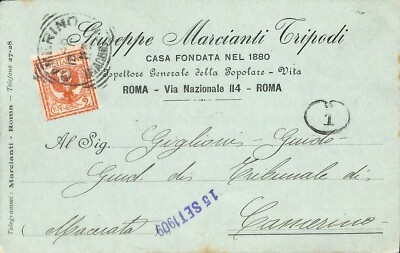 Giuseppe Marcianti Tripodi
CASA FONDATA NEL 1880
Ispettore Generale della Popolare - Vita
ROMA - Via Nazionale 114 - ROMA
Telegrammi: Marcianti - Roma - Telefono 27-28
1
Al Sig. Giglioni Guido
Giud. di Tribunale di
(Macerata) Camerino
15 SET 1909